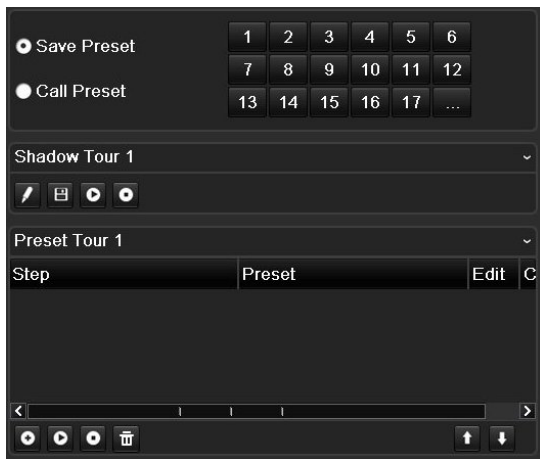 Save Preset
Call Preset
1 2 3 4 5 6
7 8 9 10 11 12
13 14 15 16 17 ...
Shadow Tour 1
Preset Tour 1
Step Preset Edit C